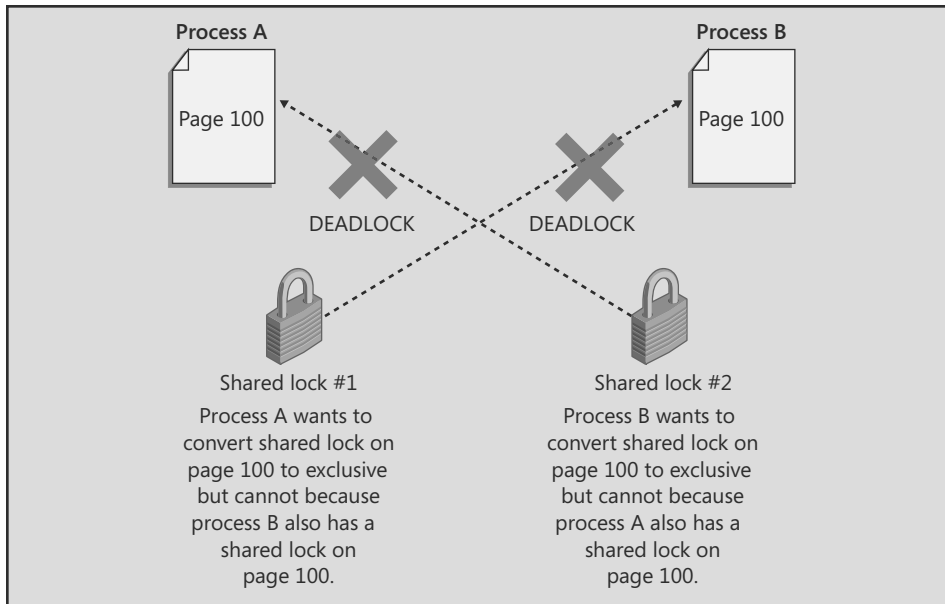 Process A
Process B
Page 100
Page 100
DEADLOCK
DEADLOCK
Shared lock #1
Process A wants to
convert shared lock on
page 100 to exclusive
but cannot because
process B also has a
shared lock on
page 100.
Shared lock #2
Process B wants to
convert shared lock on
page 100 to exclusive
but cannot because
process A also has a
shared lock on
page 100.